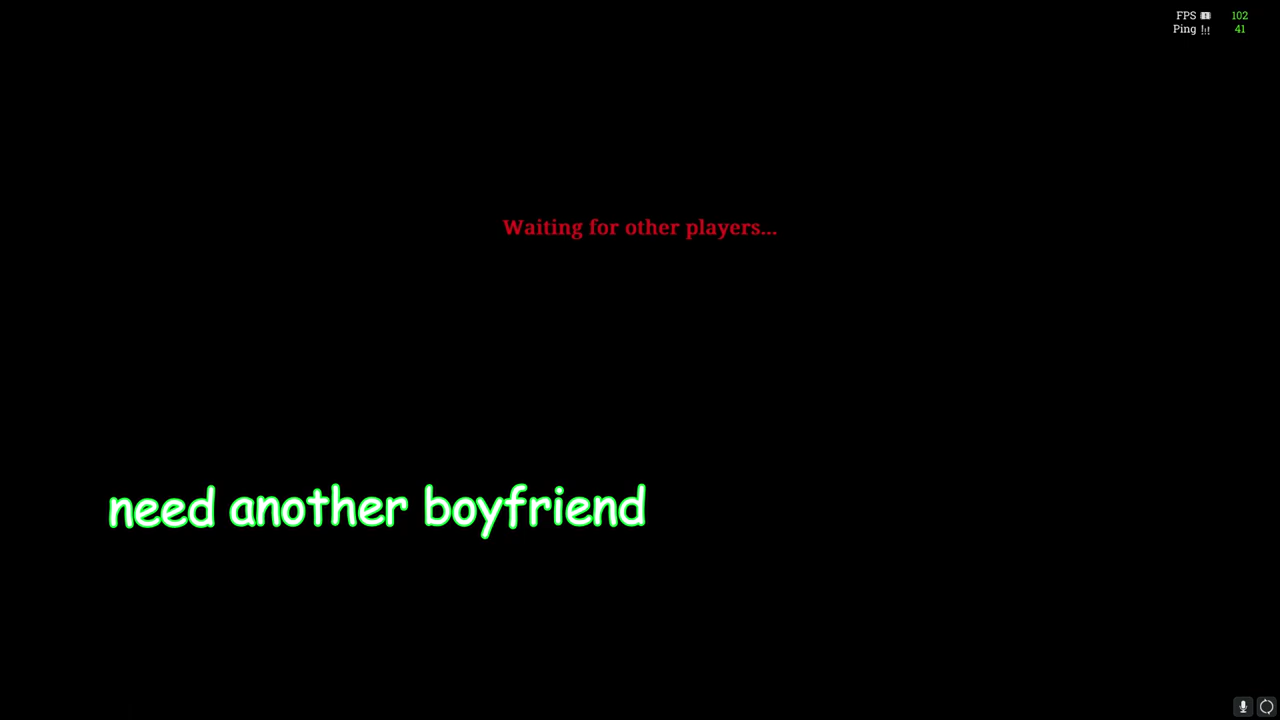 FPS 102
Ping 41
Waiting for other players...
need another boyfriend